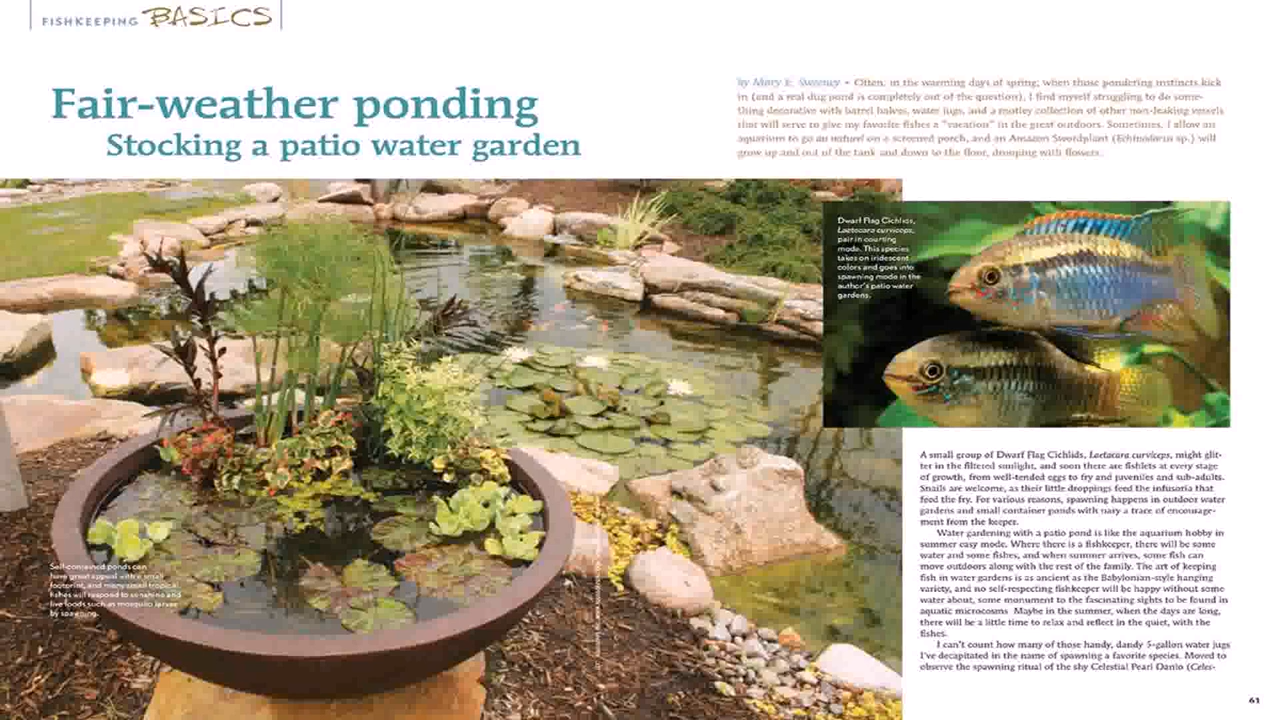 FISHKEEPING BASICS
Fair-weather ponding
Stocking a patio water garden
by Mary E. Sweeney • Often, in the warming days of spring, when those pondering instincts kick
in (and a real dug pond is completely out of the question), I find myself struggling to do some-
thing decorative with barrel halves, water jugs, and a motley collection of other non-leaking vessels
that will serve to give my favorite fishes a "vacation" in the great outdoors. Sometimes, I allow an
aquarium to go au naturel on a screened porch, and an Amazon Swordplant (Echinodorus sp.) will
grow up and out of the tank and down to the floor, drooping with flowers.
Dwarf Flag Cichlids,
Laetacara curviceps,
pair in courting
mode. This species
takes on iridescent
colors and goes into
spawning mode in the
author's patio water
gardens.
Self-contained ponds can
have great appeal with a small
footprint, and many small tropical
fishes will respond to sunshine and
live foods such as mosquito larvae
by spawning.
A small group of Dwarf Flag Cichlids, Laetacara curviceps, might glit-
ter in the filtered sunlight, and soon there are fishlets at every stage
of growth, from well-tended eggs to fry and juveniles and sub-adults.
Snails are welcome, as their little droppings feed the infusoria that
feed the fry. For various reasons, spawning happens in outdoor water
gardens and small container ponds with nary a trace of encourage-
ment from the keeper.
Water gardening with a patio pond is like the aquarium hobby in
summer easy mode. Where there is a fishkeeper, there will be some
water and some fishes, and when summer arrives, some fish can
move outdoors along with the rest of the family. The art of keeping
fish in water gardens is as ancient as the Babylonian-style hanging
variety, and no self-respecting fishkeeper will be happy without some
water about, some monument to the fascinating sights to be found in
aquatic microcosms Maybe in the summer, when the days are long,
there will be a little time to relax and reflect in the quiet, with the
fishes.
I can't count how many of those handy, dandy 5-gallon water jugs
I've decapitated in the name of spawning a favorite species. Moved to
observe the spawning ritual of the shy Celestial Pearl Danio (Celes-
61